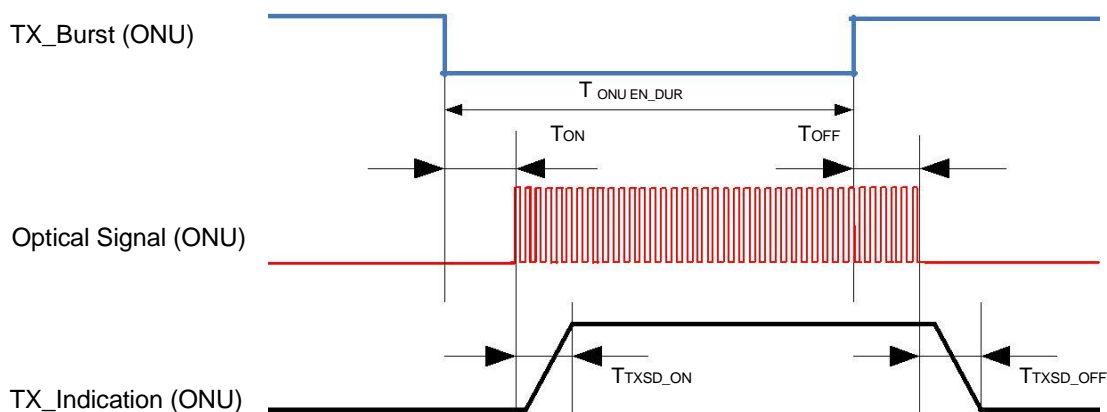 TX_Burst (ONU)
T ONU EN_DUR
TON
TOFF
Optical Signal (ONU)
TTXSD_ON
TTXSD_OFF
TX_Indication (ONU)